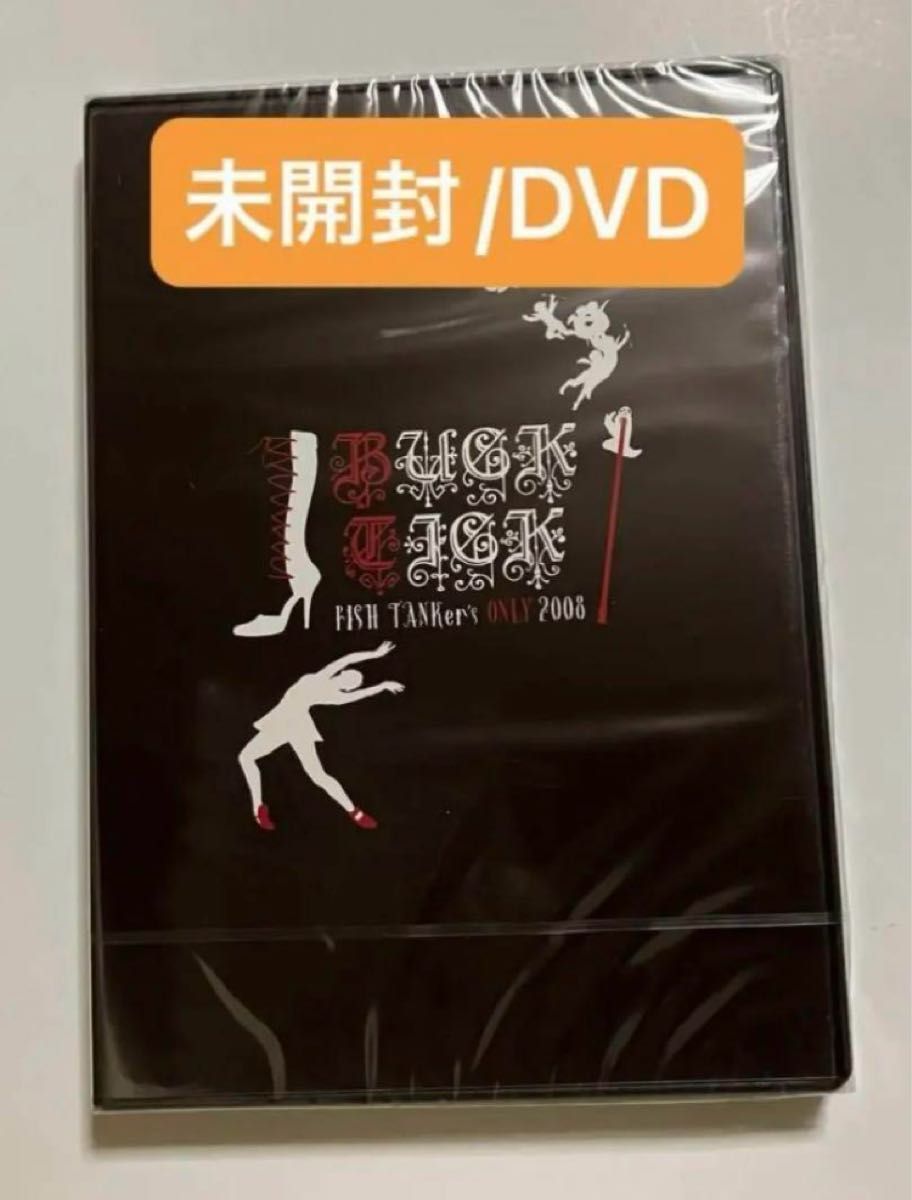 未開封/DVD
BUCK
TICK
FISH TANKer's ONLY 2008